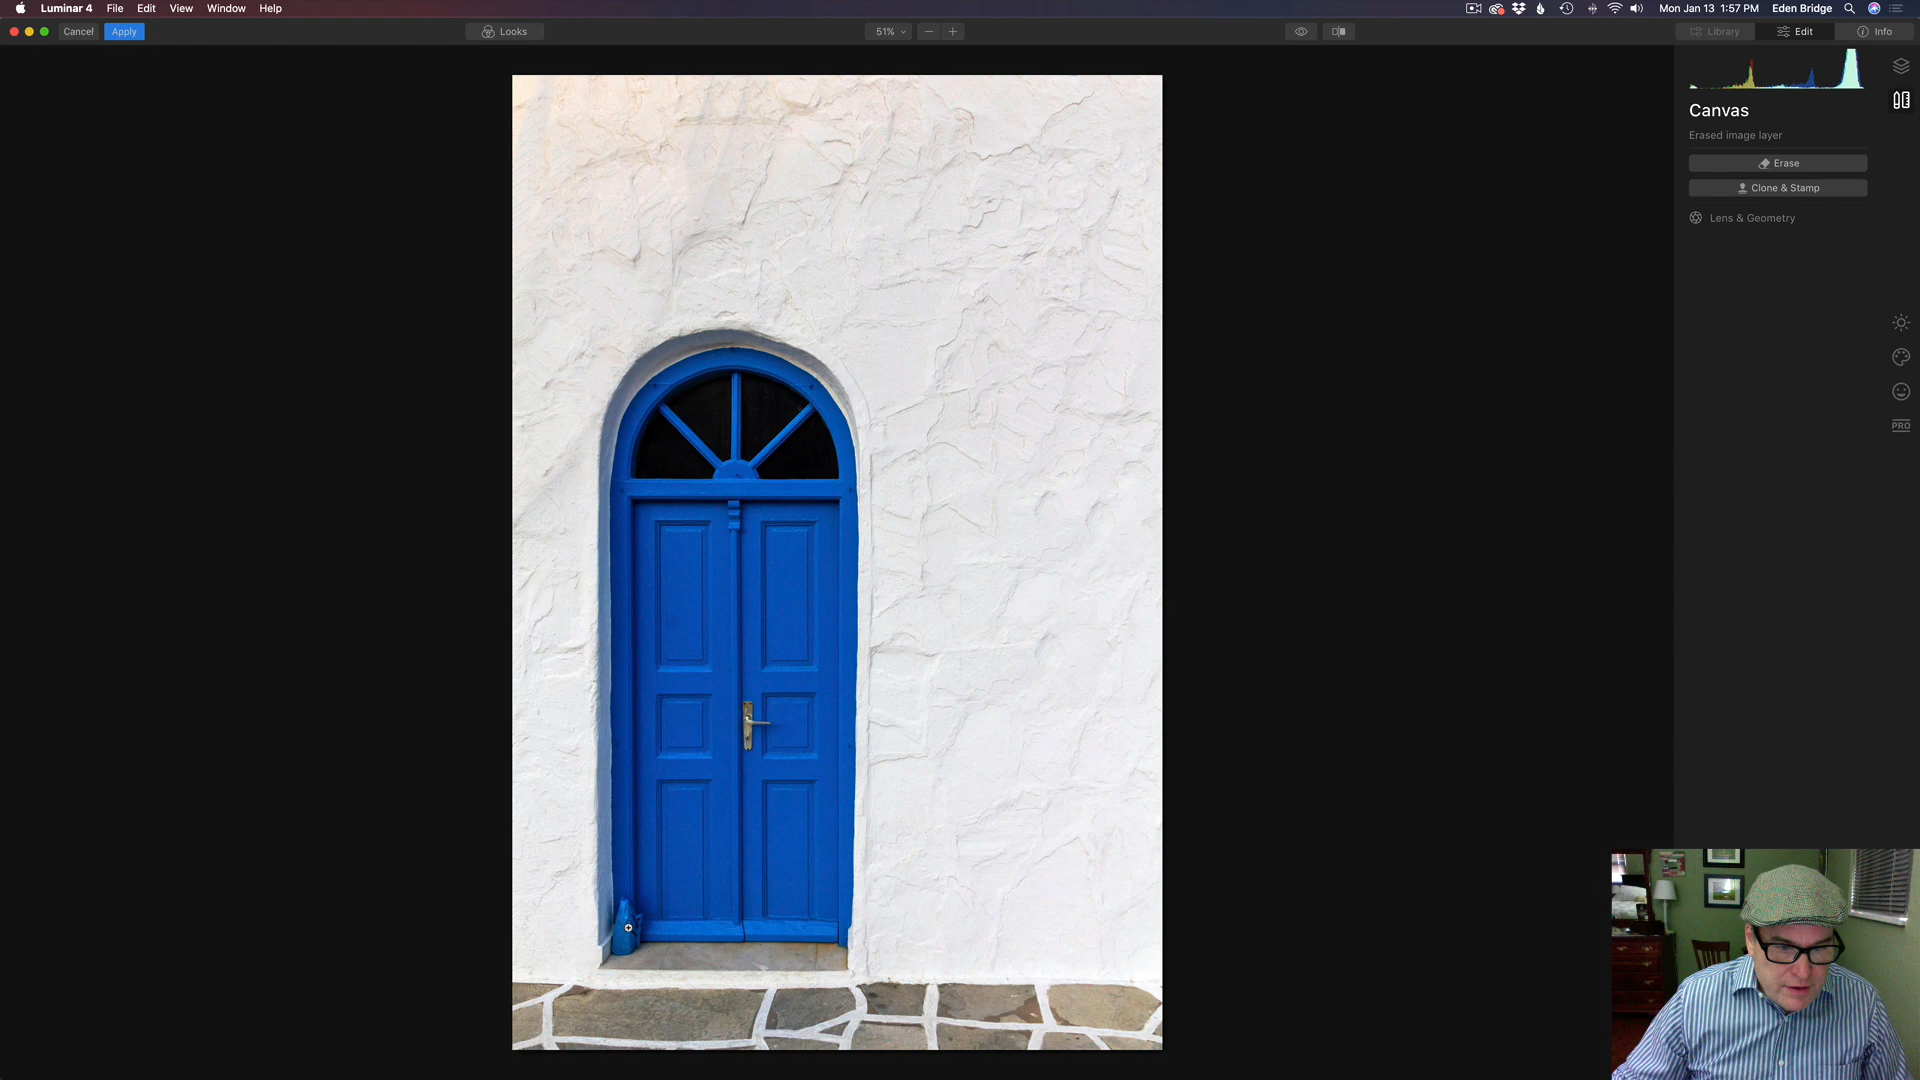 Luminar 4 File Edit View Window Help
Mon Jan 13 1:57 PM Eden Bridge
Cancel Apply Looks 51% Library Edit Info
Canvas
Erased image layer
Erase
Clone & Stamp
Lens & Geometry
PRO